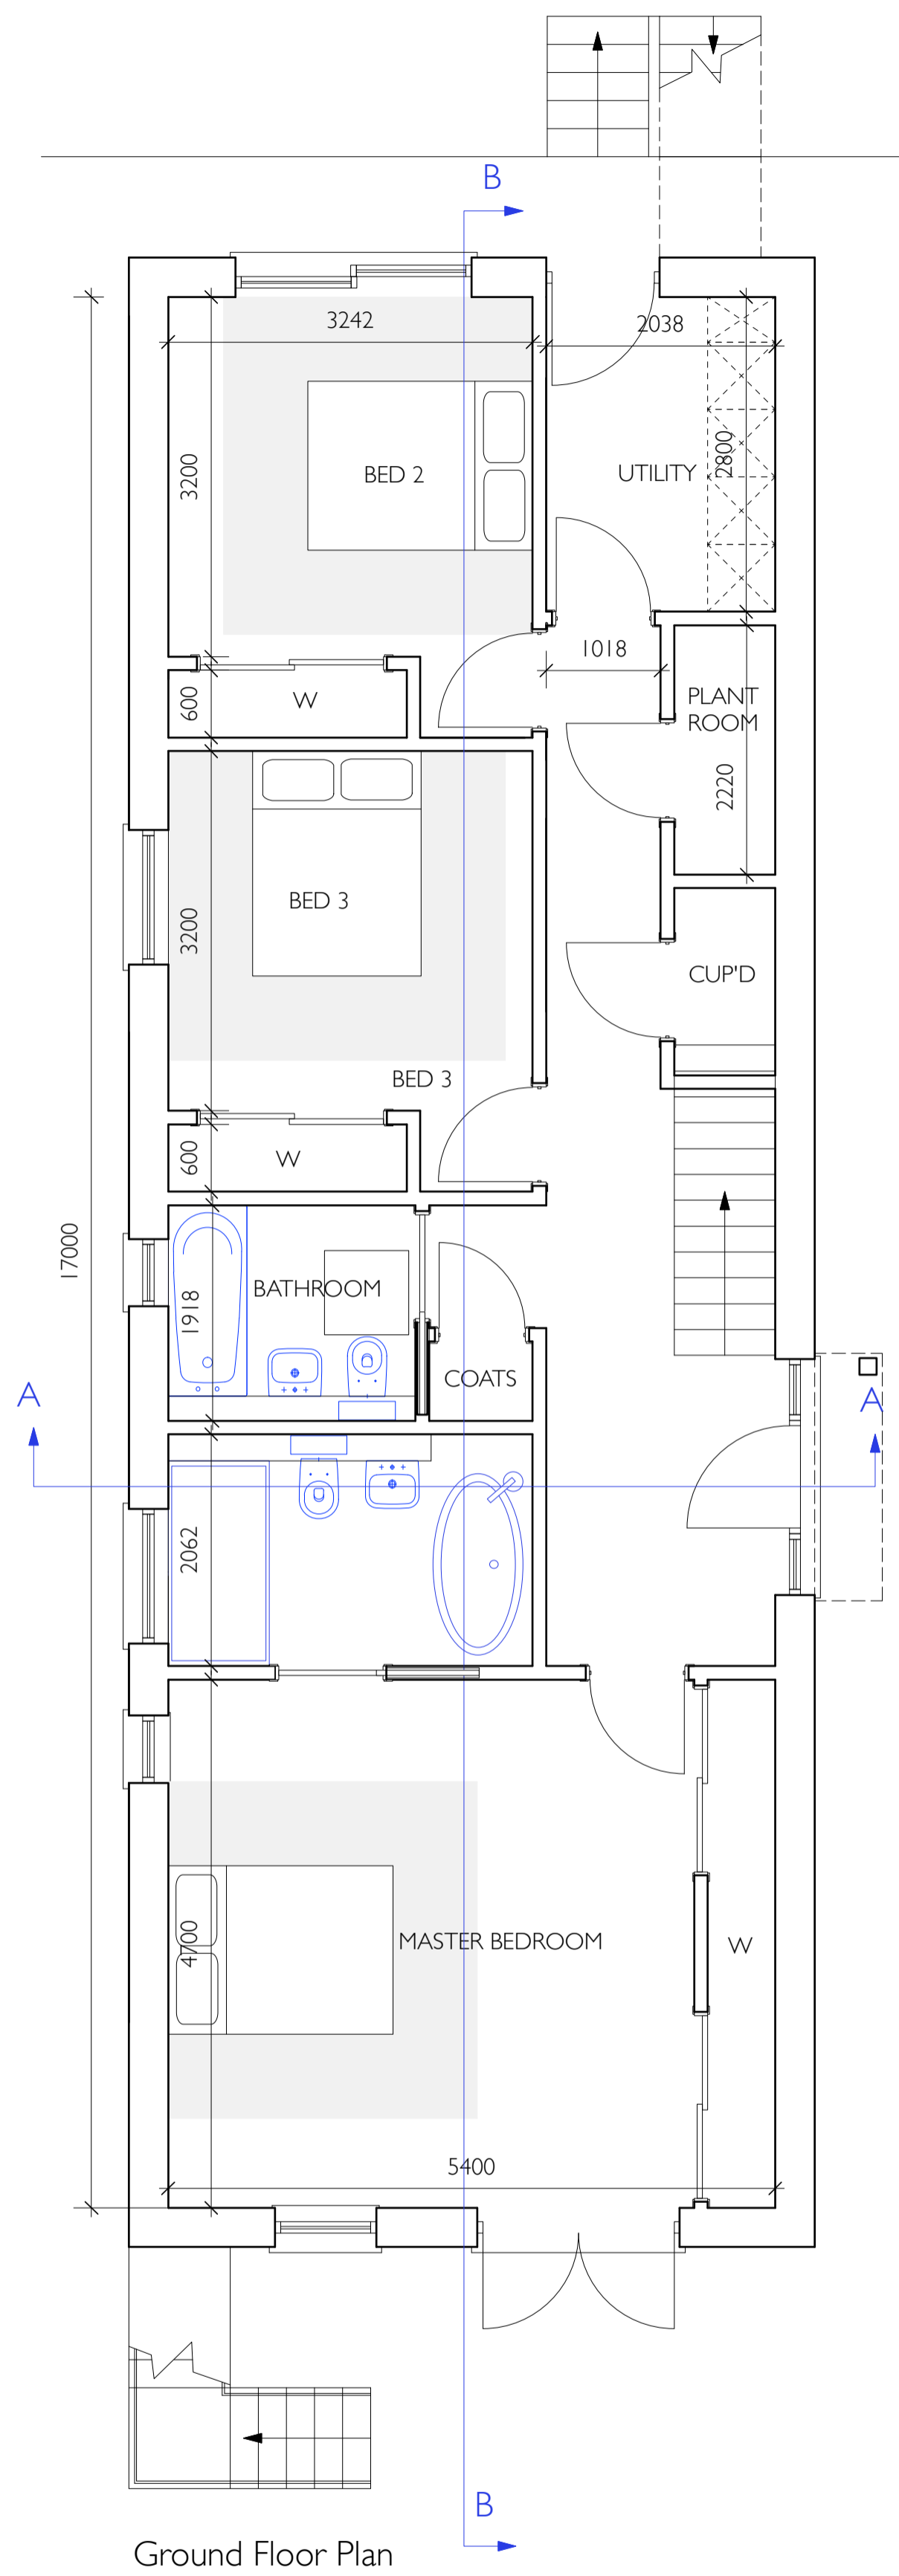 B
3242
2038
3200
BED 2
UTILITY
2800
1018
600
W
PLANT
ROOM
2220
BED 3
3200
CUP'D
BED 3
600
W
17000
BATHROOM
1918
COATS
A
A
2062
MASTER BEDROOM
4700
W
5400
B
Ground Floor Plan